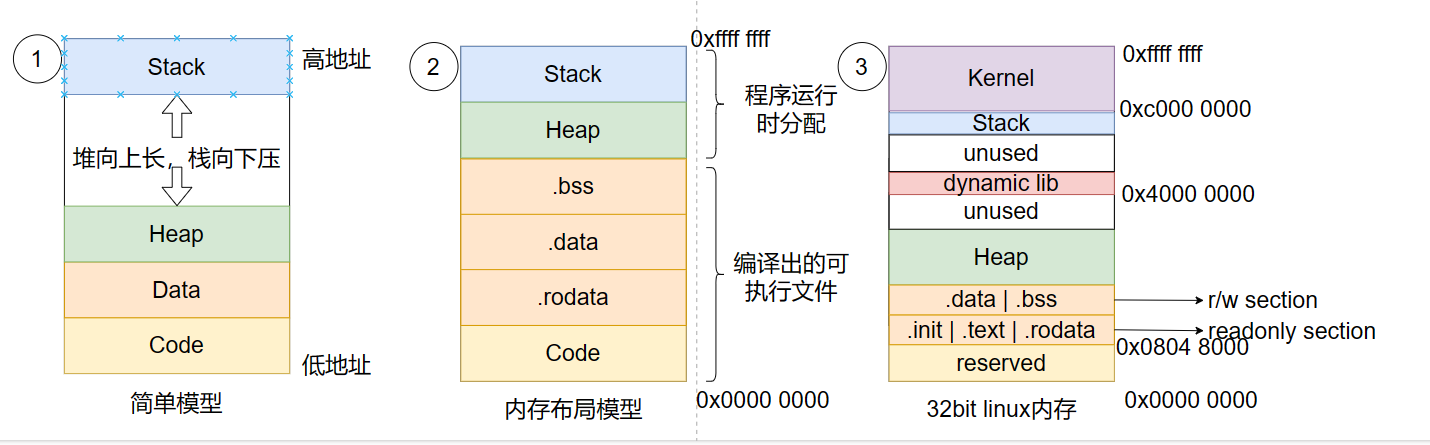 1
Stack
高地址
堆向上长，栈向下压
Heap
Data
Code
低地址
简单模型
2
0xffff ffff
Stack
Heap
程序运行
时分配
.bss
.data
.rodata
Code
编译出的可
执行文件
0x0000 0000
内存布局模型
3
Kernel
0xffff ffff
0xc000 0000
Stack
unused
dynamic lib
0x4000 0000
unused
Heap
.data | .bss
r/w section
.init | .text | .rodata
readonly section
0x0804 8000
reserved
0x0000 0000
32bit linux内存